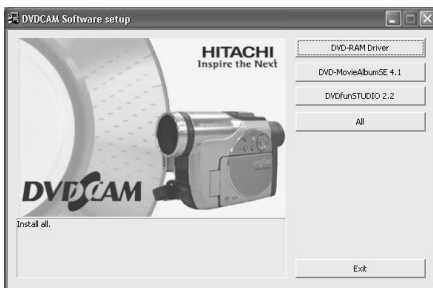 DVDCAM Software setup
HITACHI
Inspire the Next
DVDCAM
Install all.
DVD-RAM Driver
DVD-MovieAlbumSE 4.1
DVDfunSTUDIO 2.2
All
Exit